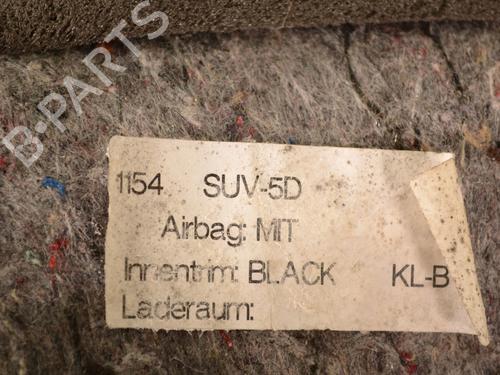 B-PARTS
1154 SUV-5D
Airbag: MIT
Innentrim: BLACK KL-B
Laderaum: